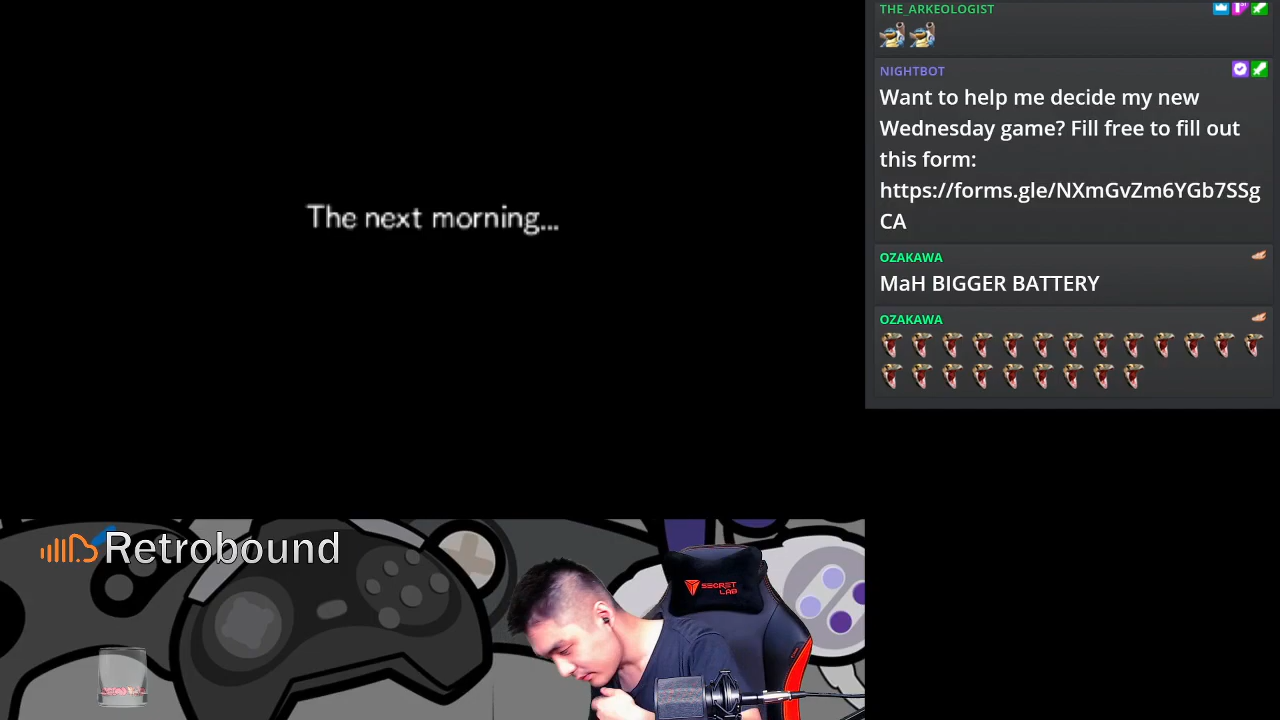 THE_ARKEOLOGIST
NIGHTBOT
Want to help me decide my new
Wednesday game? Fill free to fill out
this form:
https://forms.gle/NXmGvZm6YGb7SSg
CA
OZAKAWA
MaH BIGGER BATTERY
OZAKAWA
The next morning...
Retrobound
SECRET
LAB